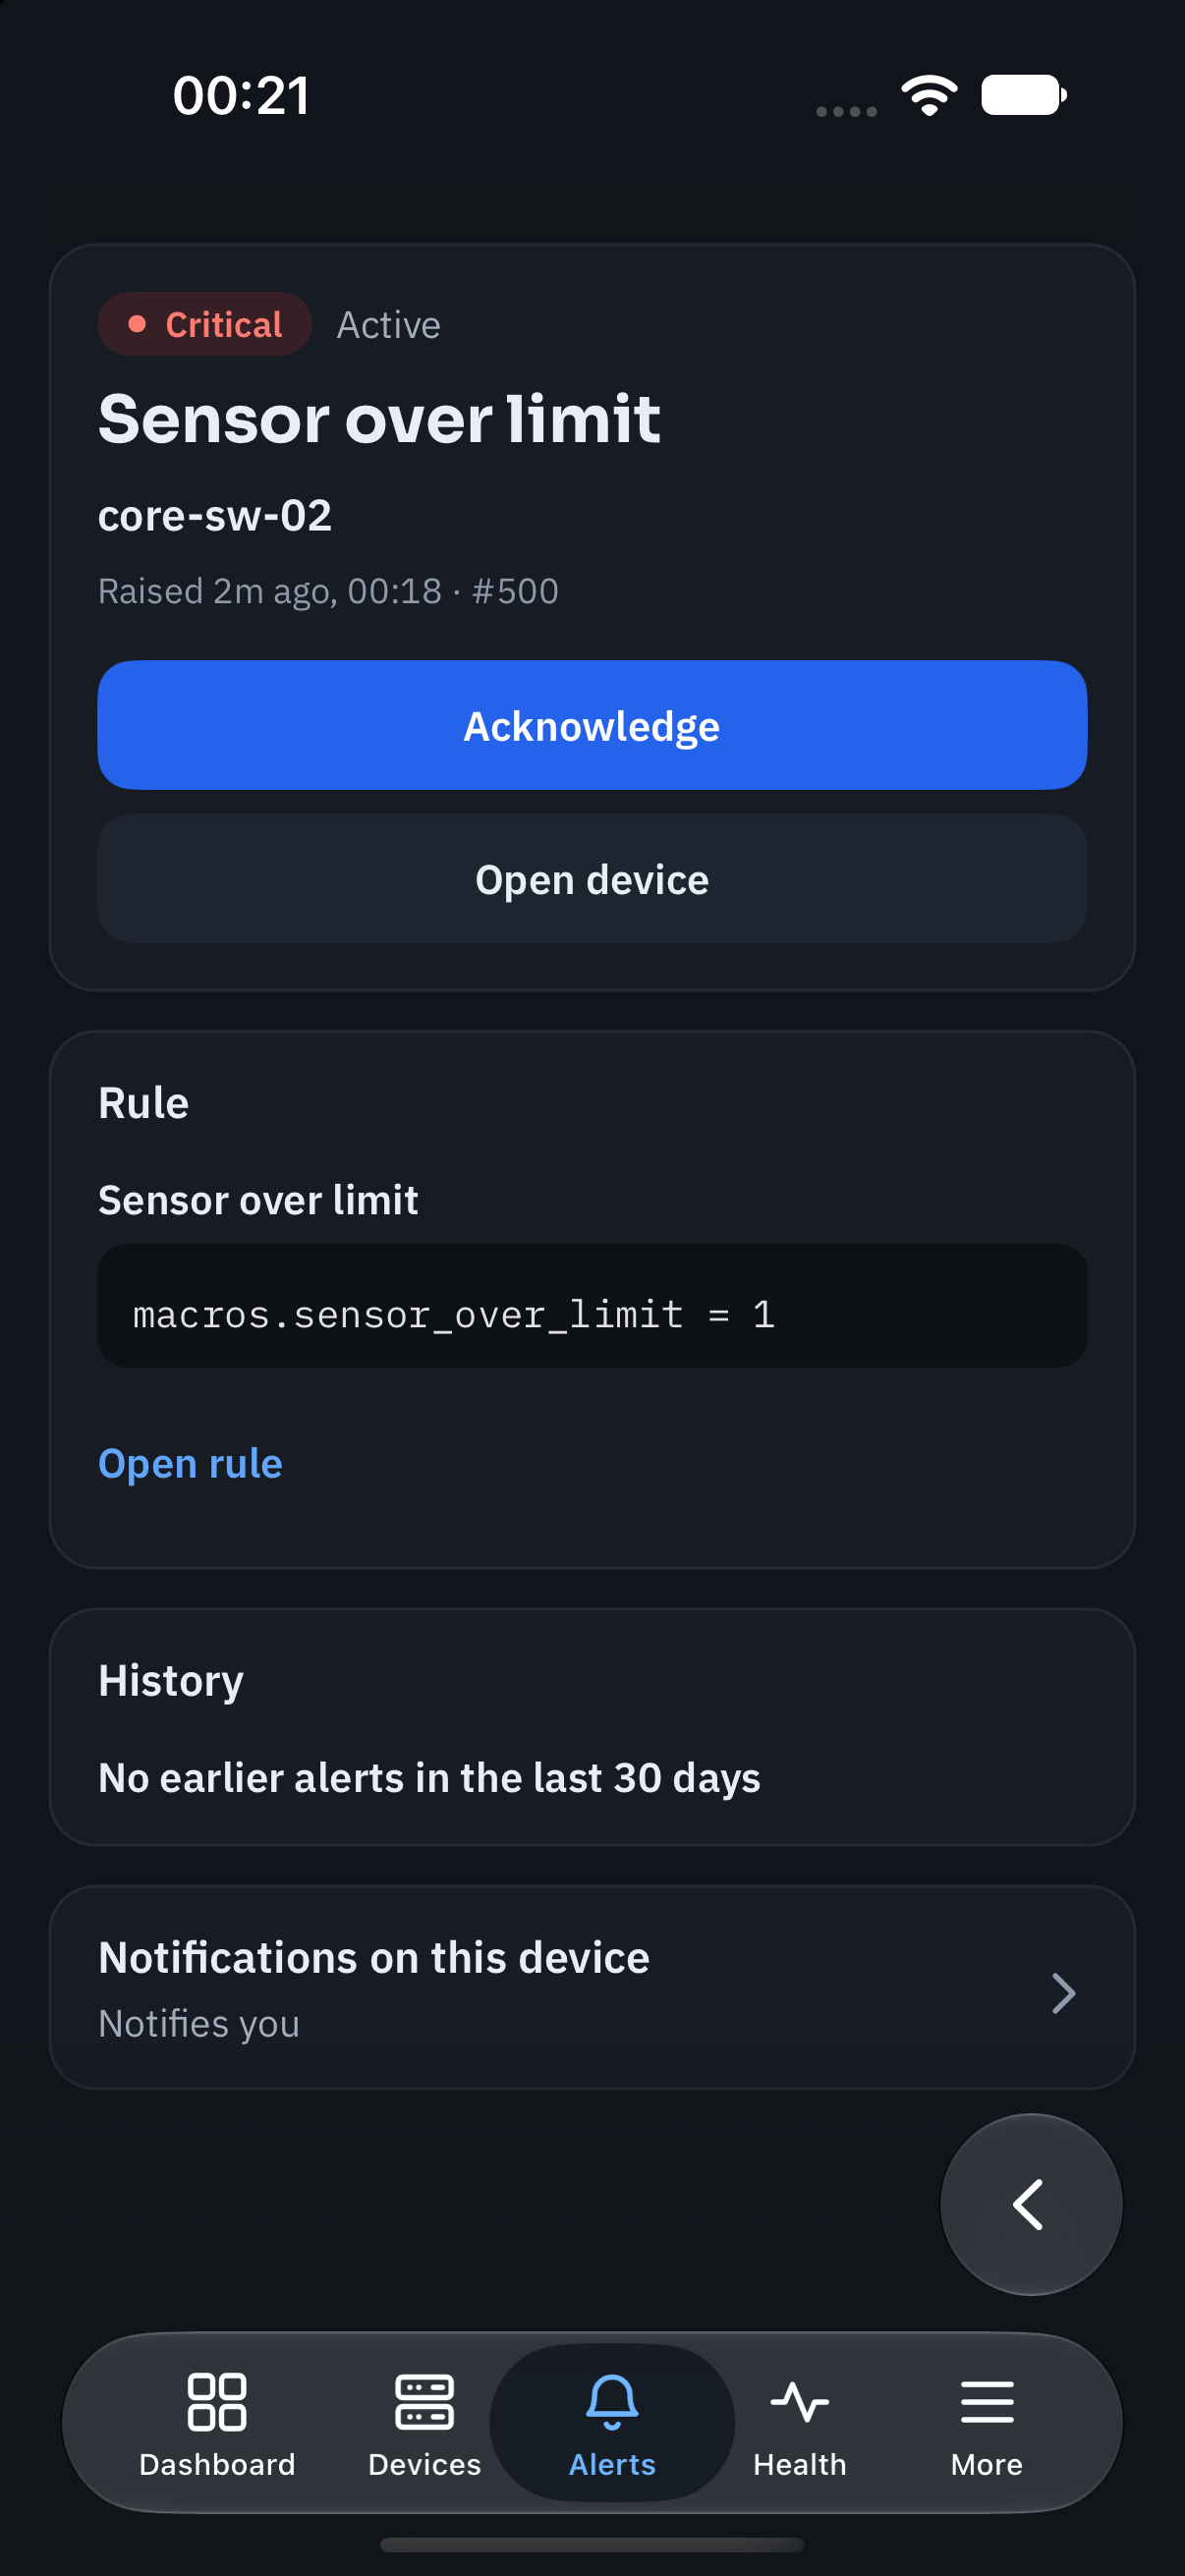 00:21
Critical Active
Sensor over limit
core-sw-02
Raised 2m ago, 00:18 · #500
Acknowledge
Open device
Rule
Sensor over limit
macros.sensor_over_limit = 1
Open rule
History
No earlier alerts in the last 30 days
Notifications on this device
Notifies you
Dashboard Devices Alerts Health More